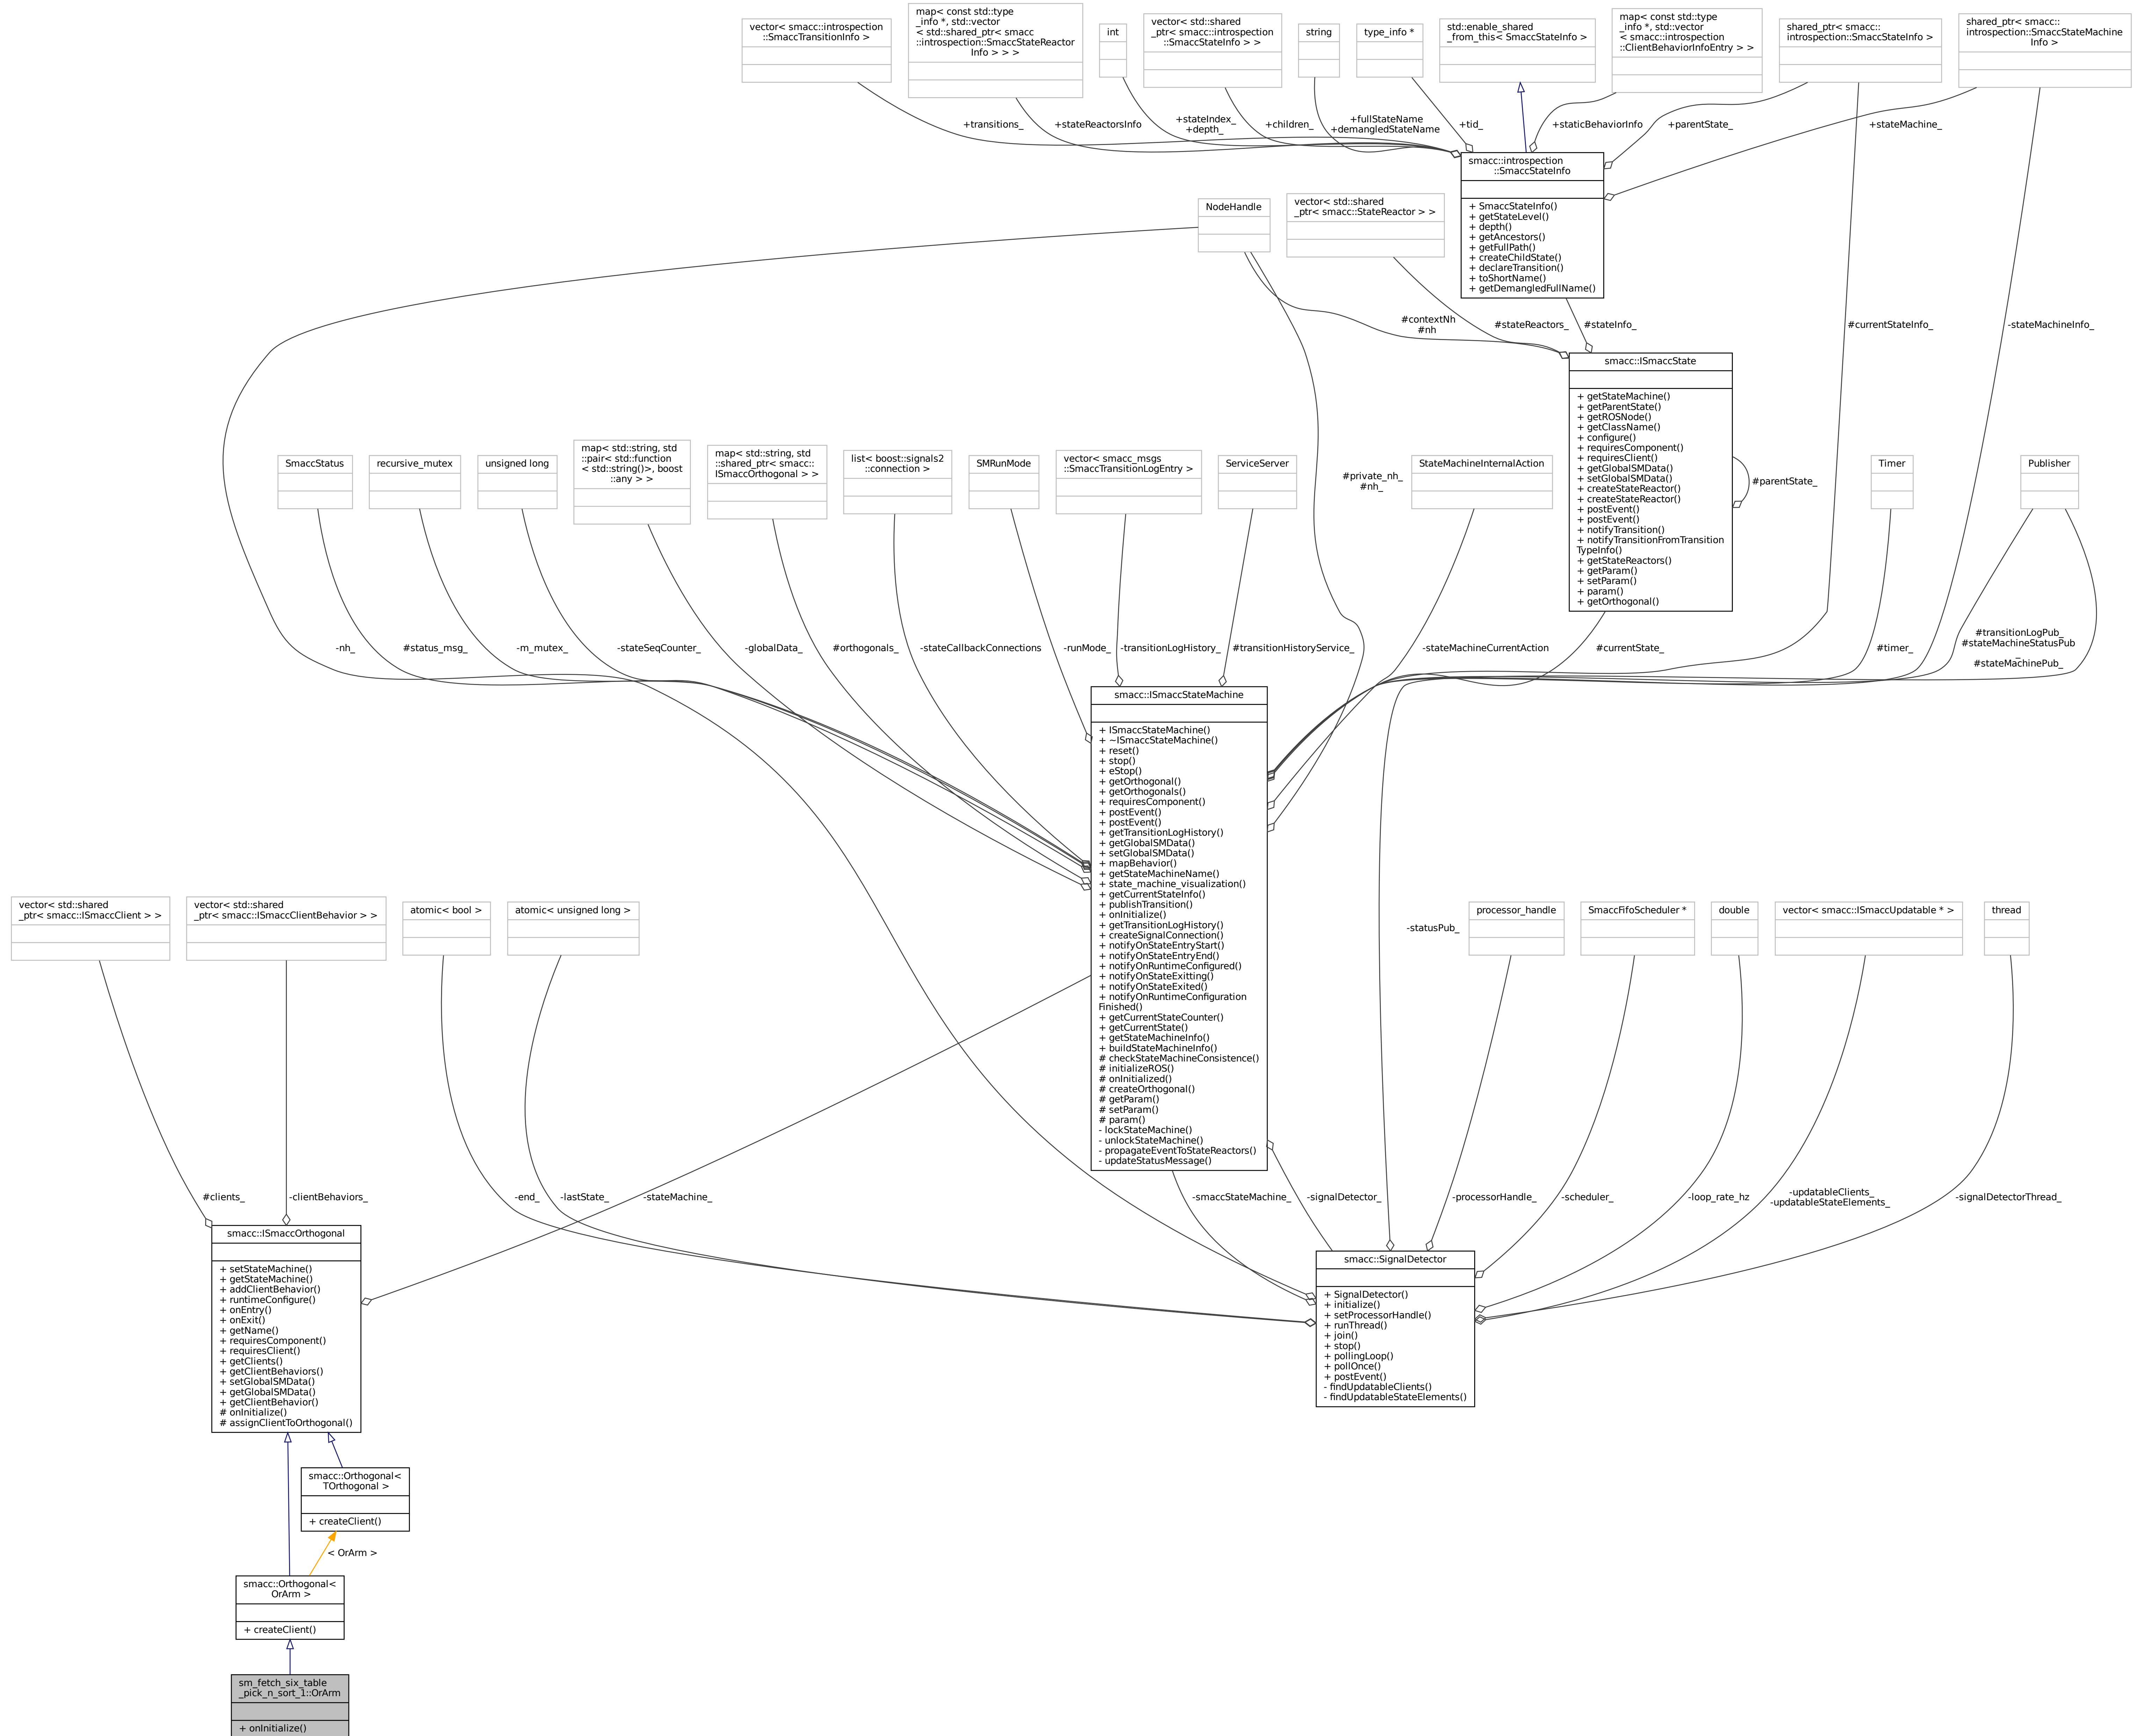 vector< smacc::introspection
::SmaccTransitionInfo >
map< const std::type
_info *, std::vector
< std::shared_ptr< smacc
::introspection::SmaccStateReactor
Info > > >
int
vector< std::shared
_ptr< smacc::introspection
::SmaccStateInfo > >
string
type_info *
std::enable_shared
_from_this< SmaccStateInfo >
map< const std::type
_info *, std::vector
< smacc::introspection
::ClientBehaviorInfoEntry > >
shared_ptr< smacc::
introspection::SmaccStateInfo >
shared_ptr< smacc::
introspection::SmaccStateMachine
Info >
+transitions_
+stateReactorsInfo
+stateIndex_
+depth_
+children_
+fullStateName
+demangledStateName
+tid_
+staticBehaviorInfo
+parentState_
+stateMachine_
smacc::introspection
::SmaccStateInfo
+ SmaccStateInfo()
+ getStateLevel()
+ depth()
+ getAncestors()
+ getFullPath()
+ createChildState()
+ declareTransition()
+ toShortName()
+ getDemangledFullName()
NodeHandle
vector< std::shared
_ptr< smacc::StateReactor > >
#contextNh
#nh
#stateReactors_
#stateInfo_
#currentStateInfo_
-stateMachineInfo_
smacc::ISmaccState
+ getStateMachine()
+ getParentState()
+ getROSNode()
+ getClassName()
+ configure()
+ requiresComponent()
+ requiresClient()
+ getGlobalSMData()
+ setGlobalSMData()
+ createStateReactor()
+ createStateReactor()
+ postEvent()
+ postEvent()
+ notifyTransition()
+ notifyTransitionFromTransition
TypeInfo()
+ getStateReactors()
+ getParam()
+ setParam()
+ param()
+ getOrthogonal()
#parentState_
SmaccStatus
recursive_mutex
unsigned long
map< std::string, std
::pair< std::function
< std::string()>, boost
::any > >
map< std::string, std
::shared_ptr< smacc::
ISmaccOrthogonal > >
list< boost::signals2
::connection >
SMRunMode
vector< smacc_msgs
::SmaccTransitionLogEntry >
ServiceServer
#private_nh_
#nh_
StateMachineInternalAction
Timer
Publisher
-nh_
#status_msg_
-m_mutex_
-stateSeqCounter_
-globalData_
#orthogonals_
-stateCallbackConnections
-runMode_
-transitionLogHistory_
#transitionHistoryService_
-stateMachineCurrentAction
#currentState_
#timer_
#transitionLogPub_
#stateMachineStatusPub
_
#stateMachinePub_
smacc::ISmaccStateMachine
+ ISmaccStateMachine()
+ ~ISmaccStateMachine()
+ reset()
+ stop()
+ eStop()
+ getOrthogonal()
+ getOrthogonals()
+ requiresComponent()
+ postEvent()
+ postEvent()
+ getTransitionLogHistory()
+ getGlobalSMData()
+ setGlobalSMData()
+ mapBehavior()
+ getStateMachineName()
+ state_machine_visualization()
+ getCurrentStateInfo()
+ publishTransition()
+ onInitialize()
+ getTransitionLogHistory()
+ createSignalConnection()
+ notifyOnStateEntryStart()
+ notifyOnStateEntryEnd()
+ notifyOnRuntimeConfigured()
+ notifyOnStateExitting()
+ notifyOnStateExited()
+ notifyOnRuntimeConfiguration
Finished()
+ getCurrentStateCounter()
+ getCurrentState()
+ getStateMachineInfo()
+ buildStateMachineInfo()
# checkStateMachineConsistence()
# initializeROS()
# onInitialized()
# createOrthogonal()
# getParam()
# setParam()
# param()
- lockStateMachine()
- unlockStateMachine()
- propagateEventToStateReactors()
- updateStatusMessage()
vector< std::shared
_ptr< smacc::ISmaccClient > >
vector< std::shared
_ptr< smacc::ISmaccClientBehavior > >
atomic< bool >
atomic< unsigned long >
-statusPub_
processor_handle
SmaccFifoScheduler *
double
vector< smacc::ISmaccUpdatable * >
thread
#clients_
-clientBehaviors_
-end_
-lastState_
-stateMachine_
-smaccStateMachine_
-signalDetector_
-processorHandle_
-scheduler_
-loop_rate_hz
-updatableClients_
-updatableStateElements_
-signalDetectorThread_
smacc::ISmaccOrthogonal
+ setStateMachine()
+ getStateMachine()
+ addClientBehavior()
+ runtimeConfigure()
+ onEntry()
+ onExit()
+ getName()
+ requiresComponent()
+ requiresClient()
+ getClients()
+ getClientBehaviors()
+ setGlobalSMData()
+ getGlobalSMData()
+ getClientBehavior()
# onInitialize()
# assignClientToOrthogonal()
smacc::SignalDetector
+ SignalDetector()
+ initialize()
+ setProcessorHandle()
+ runThread()
+ join()
+ stop()
+ pollingLoop()
+ pollOnce()
+ postEvent()
- findUpdatableClients()
- findUpdatableStateElements()
smacc::Orthogonal<
TOrthogonal >
+ createClient()
< OrArm >
smacc::Orthogonal<
OrArm >
+ createClient()
sm_fetch_six_table
_pick_n_sort_1::OrArm
+ onInitialize()